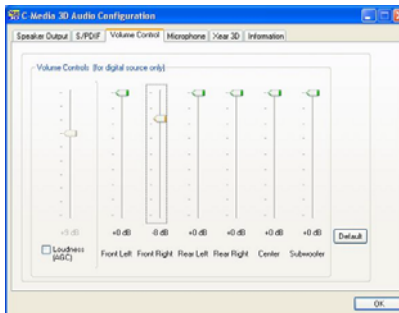 C-Media 3D Audio Configuration
Speaker Output S/PDIF Volume Control Microphone Xear 3D Information
Volume Controls (for digital source only)
+0 dB -8 dB +0 dB +0 dB +0 dB +0 dB
Default
Loudness
(AGC)
Front Left Front Right Rear Left Rear Right Center Subwoofer
OK